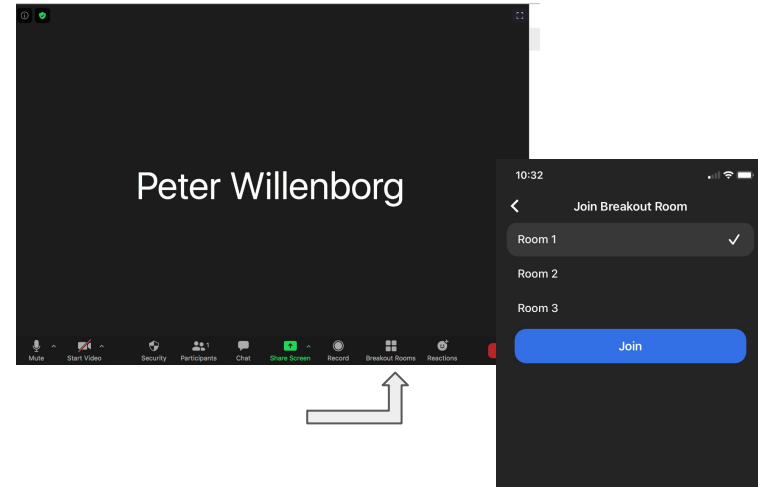 Peter Willenborg
Mute
Start Video
Security
Participants
1
Chat
Share Screen
Record
Breakout Rooms
Reactions
10:32
Join Breakout Room
Room 1
Room 2
Room 3
Join